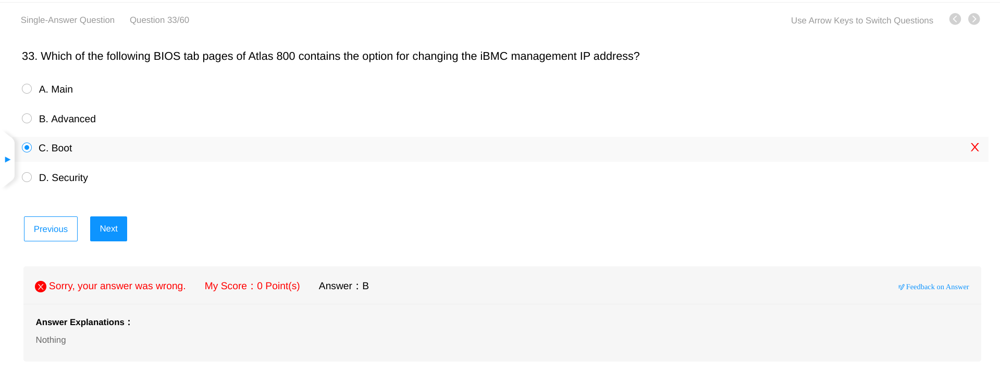 Single-Answer Question Question 33/60 Use Arrow Keys to Switch Questions
33. Which of the following BIOS tab pages of Atlas 800 contains the option for changing the iBMC management IP address?
A. Main
B. Advanced
C. Boot X
D. Security
Previous Next
Sorry, your answer was wrong. My Score：0 Point(s) Answer：B Feedback on Answer
Answer Explanations：
Nothing